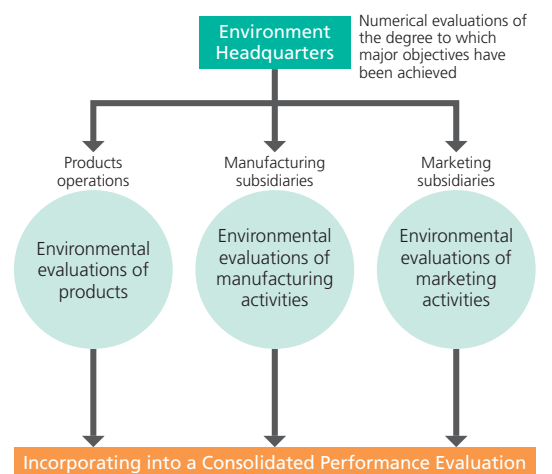 Environment
Headquarters
Numerical evaluations of
the degree to which
major objectives have
been achieved
Products
operations
Manufacturing
subsidiaries
Marketing
subsidiaries
Environmental
evaluations of
products
Environmental
evaluations of
manufacturing
activities
Environmental
evaluations of
marketing
activities
Incorporating into a Consolidated Performance Evaluation